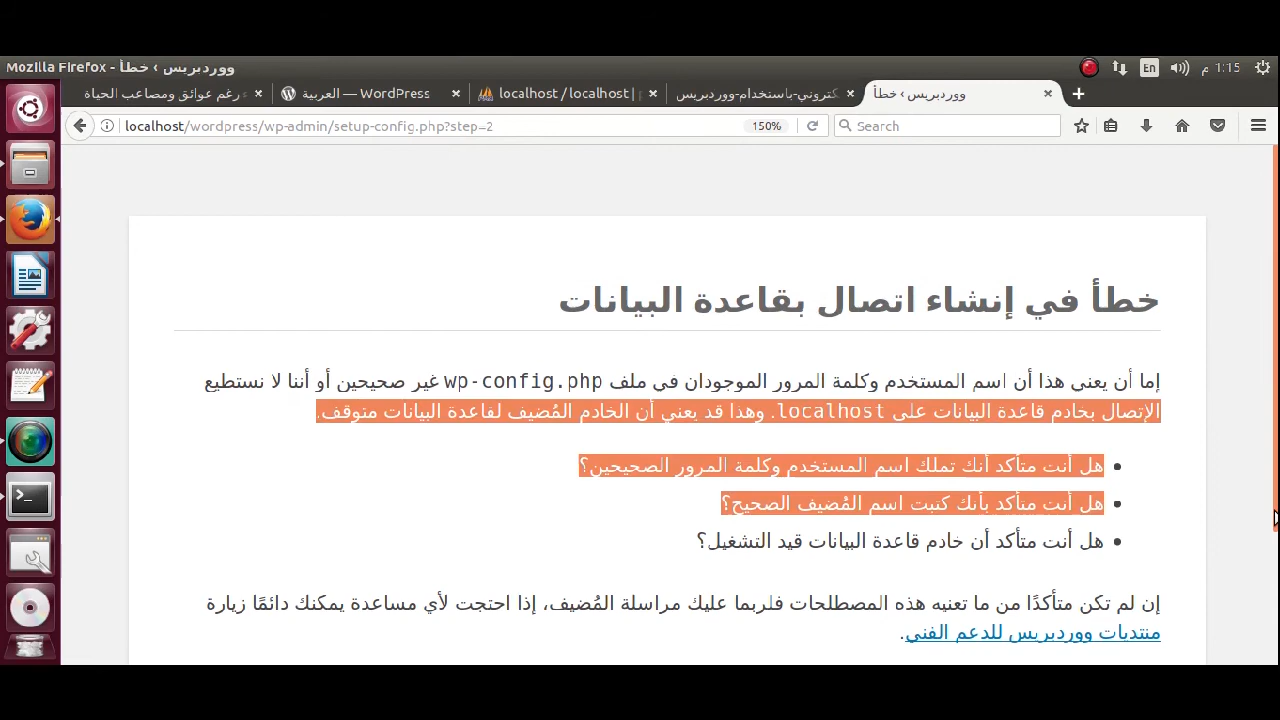 ووردبريس › خطأ - Mozilla Firefox
En
1:15 م
رغم عوائق ومصاعب الحياة
العربية — WordPress
localhost / localhost | p
كتروني-باستخدام-ووردبريس
ووردبريس › خطأ
localhost/wordpress/wp-admin/setup-config.php?step=2
150%
Search
خطأ في إنشاء اتصال بقاعدة البيانات
إما أن يعني هذا أن اسم المستخدم وكلمة المرور الموجودان في ملف wp-config.php غير صحيحين أو أننا لا نستطيع
الإتصال بخادم قاعدة البيانات على localhost. وهذا قد يعني أن الخادم المُضيف لقاعدة البيانات متوقف.
• هل أنت متأكد أنك تملك اسم المستخدم وكلمة المرور الصحيحين؟
• هل أنت متأكد بأنك كتبت اسم المُضيف الصحيح؟
• هل أنت متأكد أن خادم قاعدة البيانات قيد التشغيل؟
إن لم تكن متأكدًا من ما تعنيه هذه المصطلحات فلربما عليك مراسلة المُضيف، إذا احتجت لأي مساعدة يمكنك دائمًا زيارة
منتديات ووردبريس للدعم الفني.